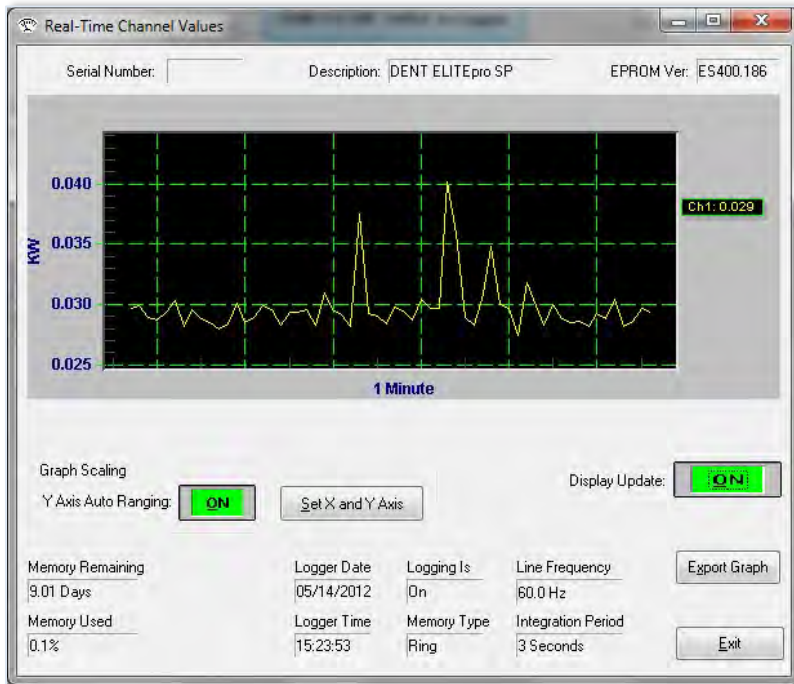 Real-Time Channel Values
Serial Number:
Description: DENT ELITEpro SP
EPROM Ver: ES400.186
0.040
0.035
0.030
0.025
KW
Ch1: 0.029
1 Minute
Graph Scaling
Y Axis Auto Ranging: ON
Set X and Y Axis
Display Update: ON
Memory Remaining
9.01 Days
Logger Date
05/14/2012
Logging Is
On
Line Frequency
60.0 Hz
Export Graph
Memory Used
0.1%
Logger Time
15:23:53
Memory Type
Ring
Integration Period
3 Seconds
Exit